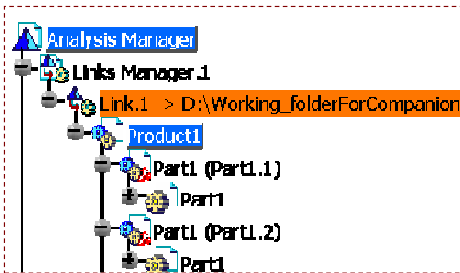 Analysis Manager
Links Manager.1
Link.1 -> D:\Working_folderForCompanion
Product1
Part1 (Part1.1)
Part1
Part1 (Part1.2)
Part1